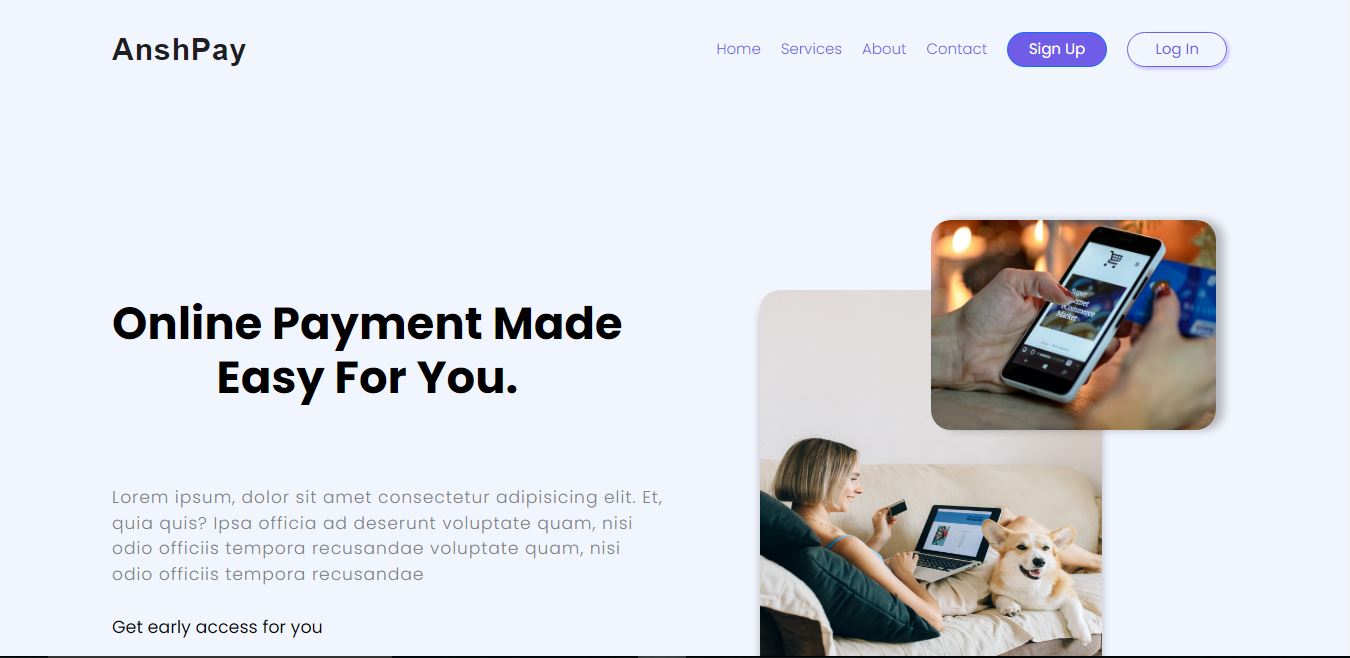 AnshPay
Home Services About Contact Sign Up Log In
Online Payment Made
Easy For You.
Lorem ipsum, dolor sit amet consectetur adipisicing elit. Et,
quia quis? Ipsa officia ad deserunt voluptate quam, nisi
odio officiis tempora recusandae voluptate quam, nisi
odio officiis tempora recusandae
Get early access for you
Super
Market